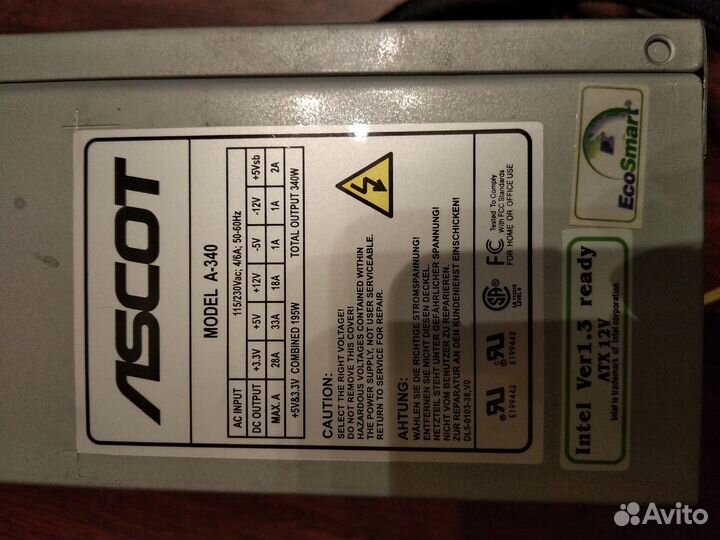 ASCOT
MODEL A-340
AC INPUT 115/230Vac; 4/6A; 50-60Hz
DC OUTPUT +3.3V +5V +12V -5V -12V +5Vsb
MAX. A 28A 33A 18A 1A 1A 2A
+5V&3.3V COMBINED 195W TOTAL OUTPUT 340W
CAUTION:
SELECT THE RIGHT VOLTAGE!
DO NOT REMOVE THIS COVER!
HAZARDOUS VOLTAGES CONTAINED WITHIN
THE POWER SUPPLY, NOT USER SERVICEABLE.
RETURN TO SERVICE FOR REPAIR.
AHTUNG:
WÄHLEN SIE DIE RICHTIGE STROMSPANNUNG!
ENTFERNEN SIE NICHT DIESEN DECKEL.
NETZTEIL STEHT UNTER GEFÄHRLICHER SPANNUNG!
NICHT VOM BENUTZER ZU REPARIEREN.
ZUR REPARATUR AN DEN KUNDENDIENST EINSCHICKEN!
DL5-0103-38,V0
E199442
E199442
LEVEL 3
FC
Tested To Comply
With FCC Standards
FOR HOME OR OFFICE USE
EcoSmart®
Intel Ver1.3 ready
ATX 12V
Intel is trademark of Intel corporation.
Avito